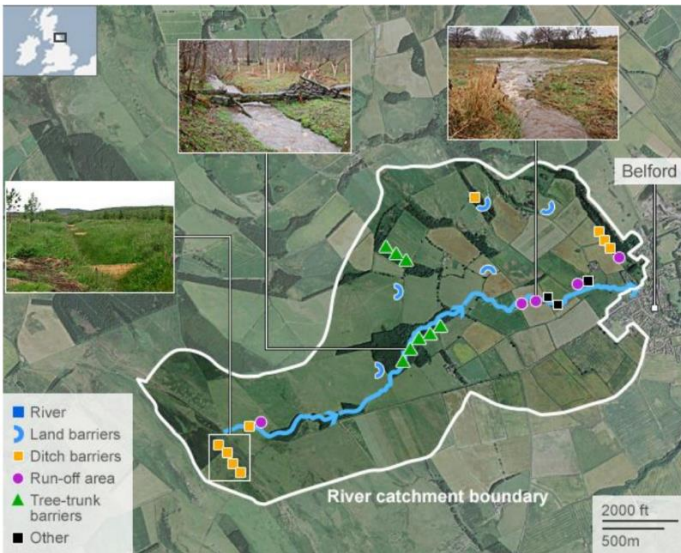 Belford
River
Land barriers
Ditch barriers
Run-off area
Tree-trunk
barriers
Other
River catchment boundary
2000 ft
500m